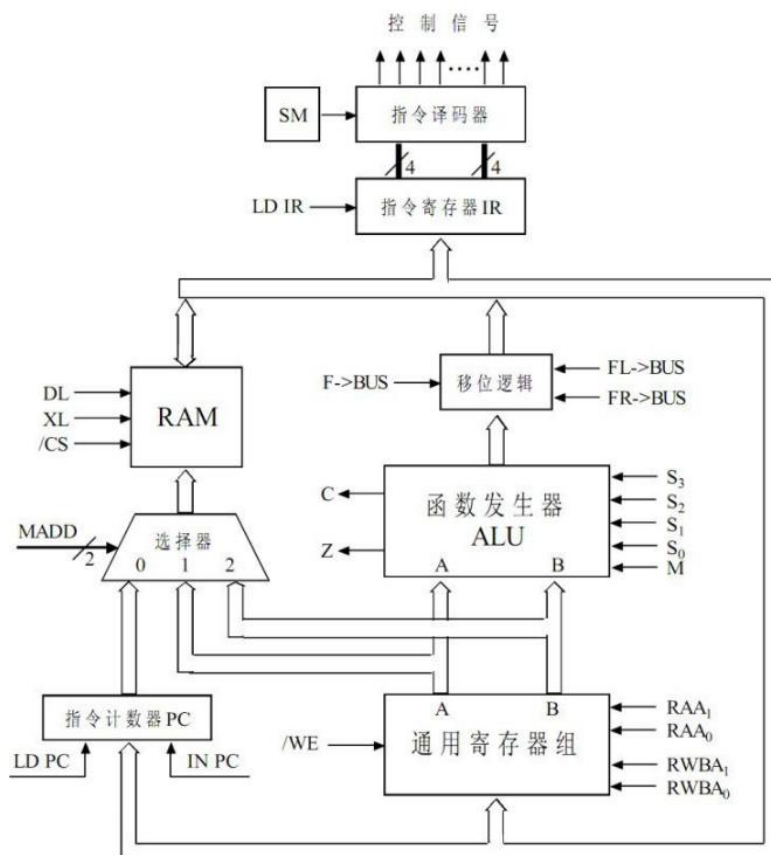 控制信号
SM
指令译码器
4
4
LD IR
指令寄存器IR
DL
XL
/CS
RAM
F->BUS
移位逻辑
FL->BUS
FR->BUS
MADD
2
选择器
0 1 2
C
Z
函数发生器
ALU
A B
S₃
S₂
S₁
S₀
M
指令计数器PC
LD PC
IN PC
/WE
A B
通用寄存器组
RAA₁
RAA₀
RWBA₁
RWBA₀